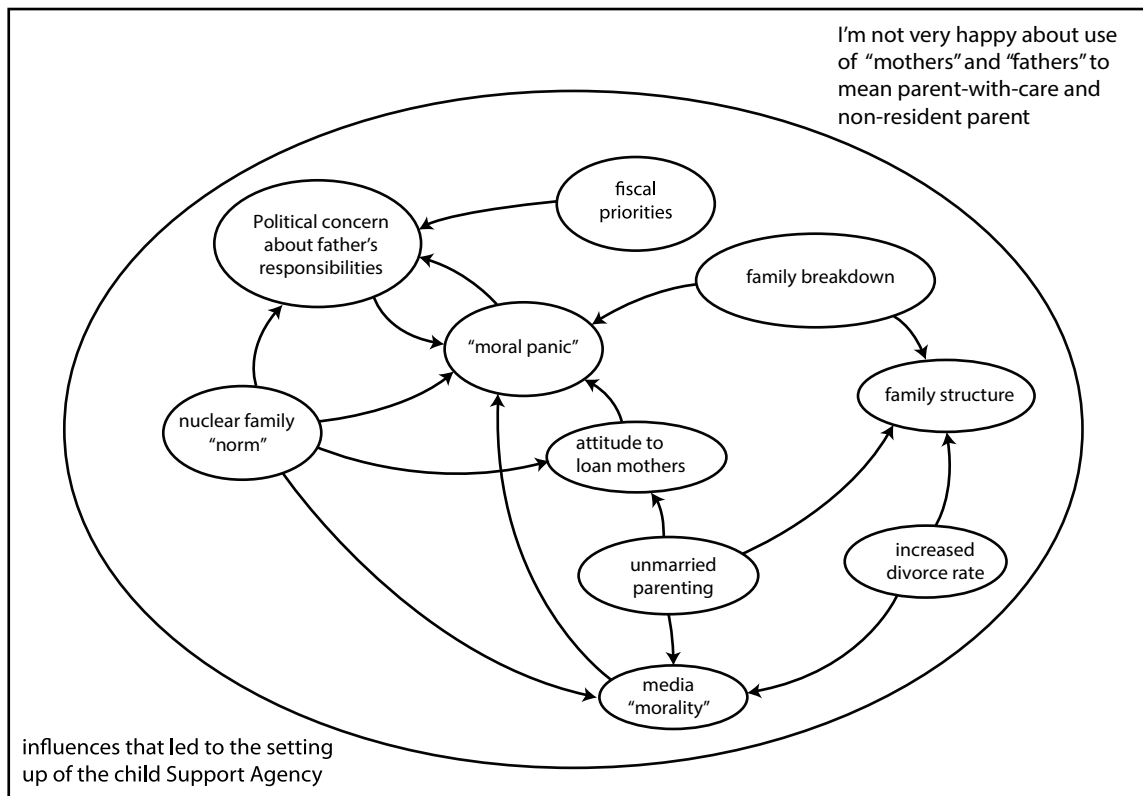 I'm not very happy about use
of "mothers" and "fathers" to
mean parent-with-care and
non-resident parent
fiscal
priorities
Political concern
about father's
responsibilities
family breakdown
"moral panic"
family structure
nuclear family
"norm"
attitude to
loan mothers
unmarried
parenting
increased
divorce rate
media
"morality"
influences that led to the setting
up of the child Support Agency